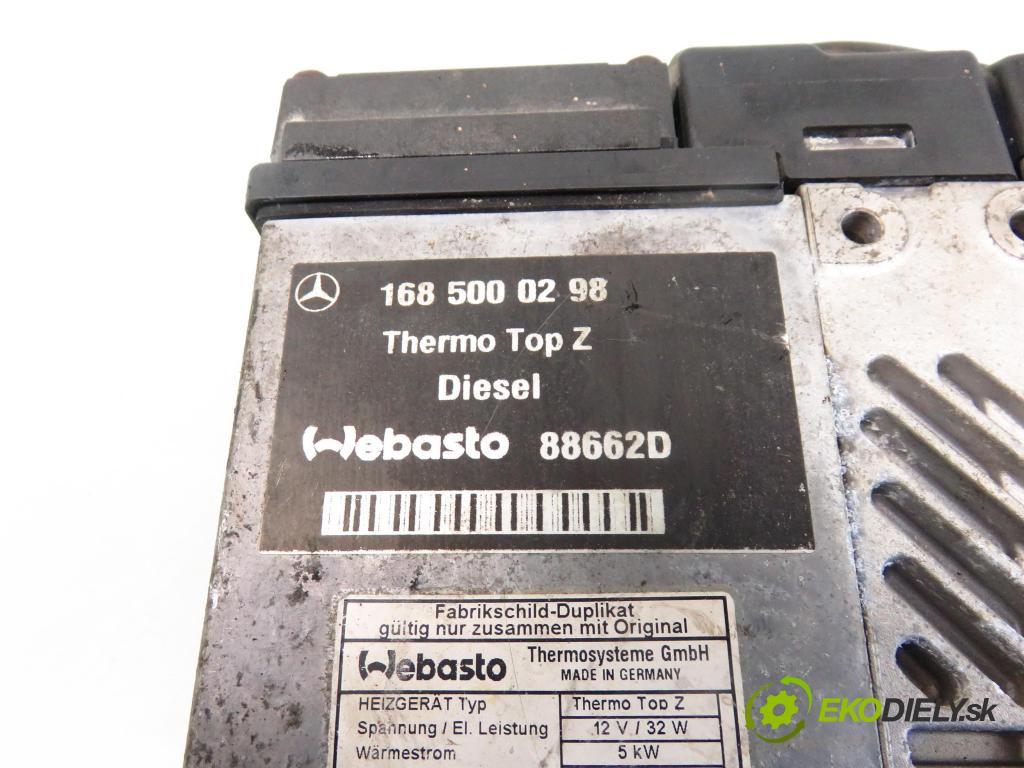 168 500 02 98
Thermo Top Z
Diesel
Webasto 88662D
Fabrikschild-Duplikat
gültig nur zusammen mit Original
Webasto Thermosysteme GmbH
MADE IN GERMANY
HEIZGERÄT Typ Thermo Top Z
Spannung / El. Leistung 12 V / 32 W
Wärmestrom 5 kW
EKODIELY.sk